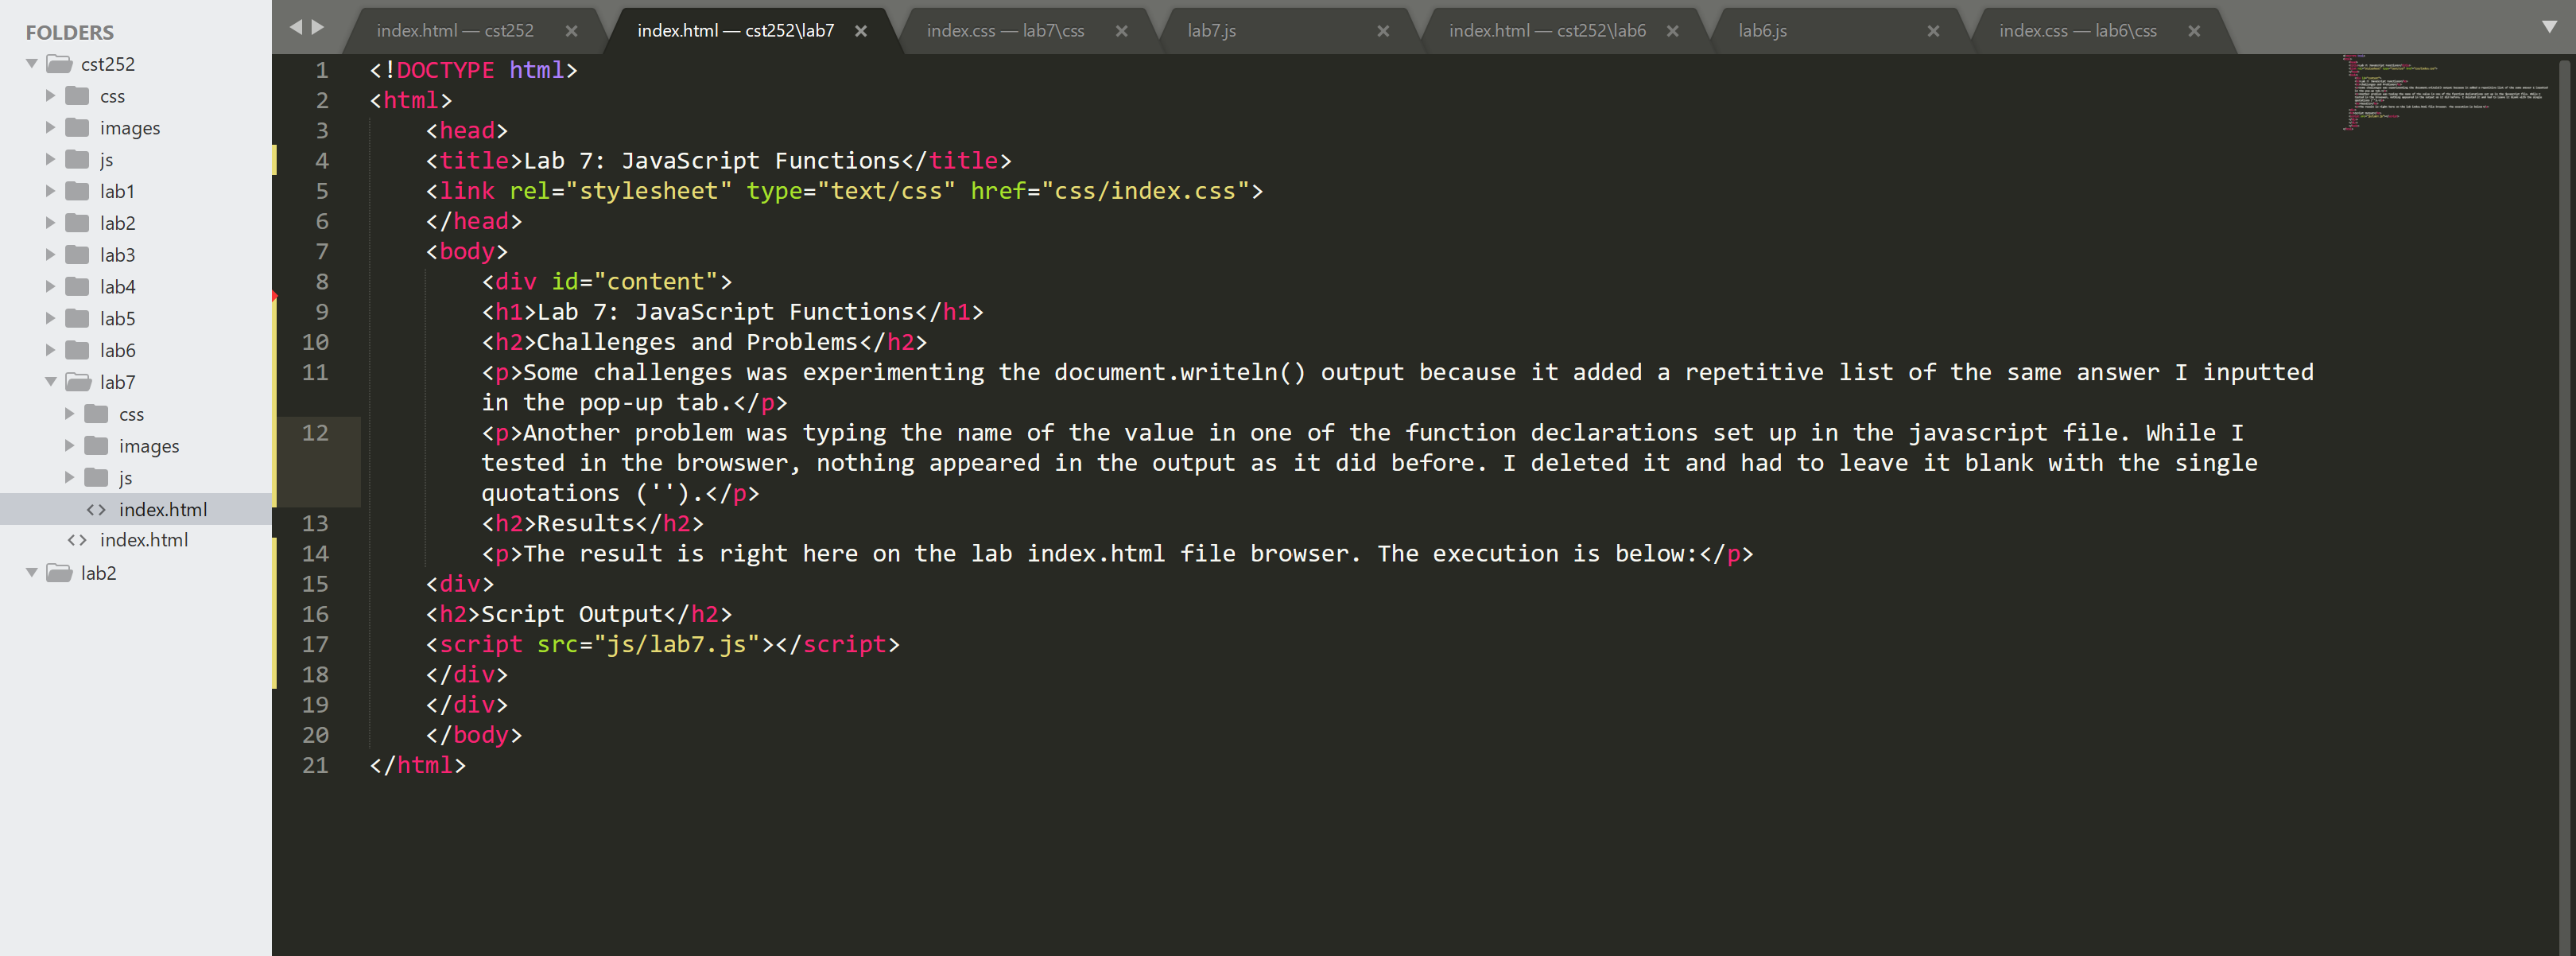 FOLDERS
cst252
css
images
js
lab1
lab2
lab3
lab4
lab5
lab6
lab7
css
images
js
index.html
index.html
lab2
index.html — cst252
index.html — cst252\lab7
index.css — lab7\css
lab7.js
index.html — cst252\lab6
lab6.js
index.css — lab6\css
1 <!DOCTYPE html>
2 <html>
3 <head>
4 <title>Lab 7: JavaScript Functions</title>
5 <link rel="stylesheet" type="text/css" href="css/index.css">
6 </head>
7 <body>
8 <div id="content">
9 <h1>Lab 7: JavaScript Functions</h1>
10 <h2>Challenges and Problems</h2>
11 <p>Some challenges was experimenting the document.writeln() output because it added a repetitive list of the same answer I inputted
in the pop-up tab.</p>
12 <p>Another problem was typing the name of the value in one of the function declarations set up in the javascript file. While I
tested in the browswer, nothing appeared in the output as it did before. I deleted it and had to leave it blank with the single
quotations ('').</p>
13 <h2>Results</h2>
14 <p>The result is right here on the lab index.html file browser. The execution is below:</p>
15 <div>
16 <h2>Script Output</h2>
17 <script src="js/lab7.js"></script>
18 </div>
19 </div>
20 </body>
21 </html>